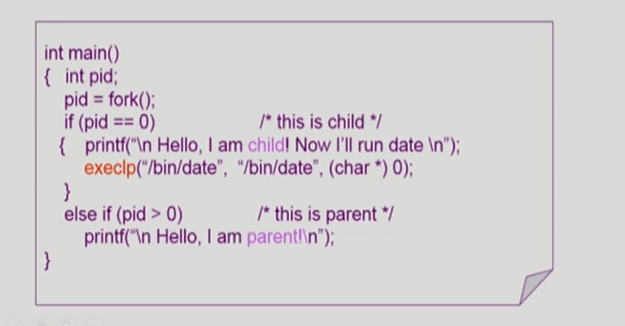 int main()
{ int pid;
pid = fork();
if (pid == 0) /* this is child */
{ printf("\n Hello, I am child! Now I'll run date \n");
execlp("/bin/date", "/bin/date", (char *) 0);
}
else if (pid > 0) /* this is parent */
printf("\n Hello, I am parent!\n");
}